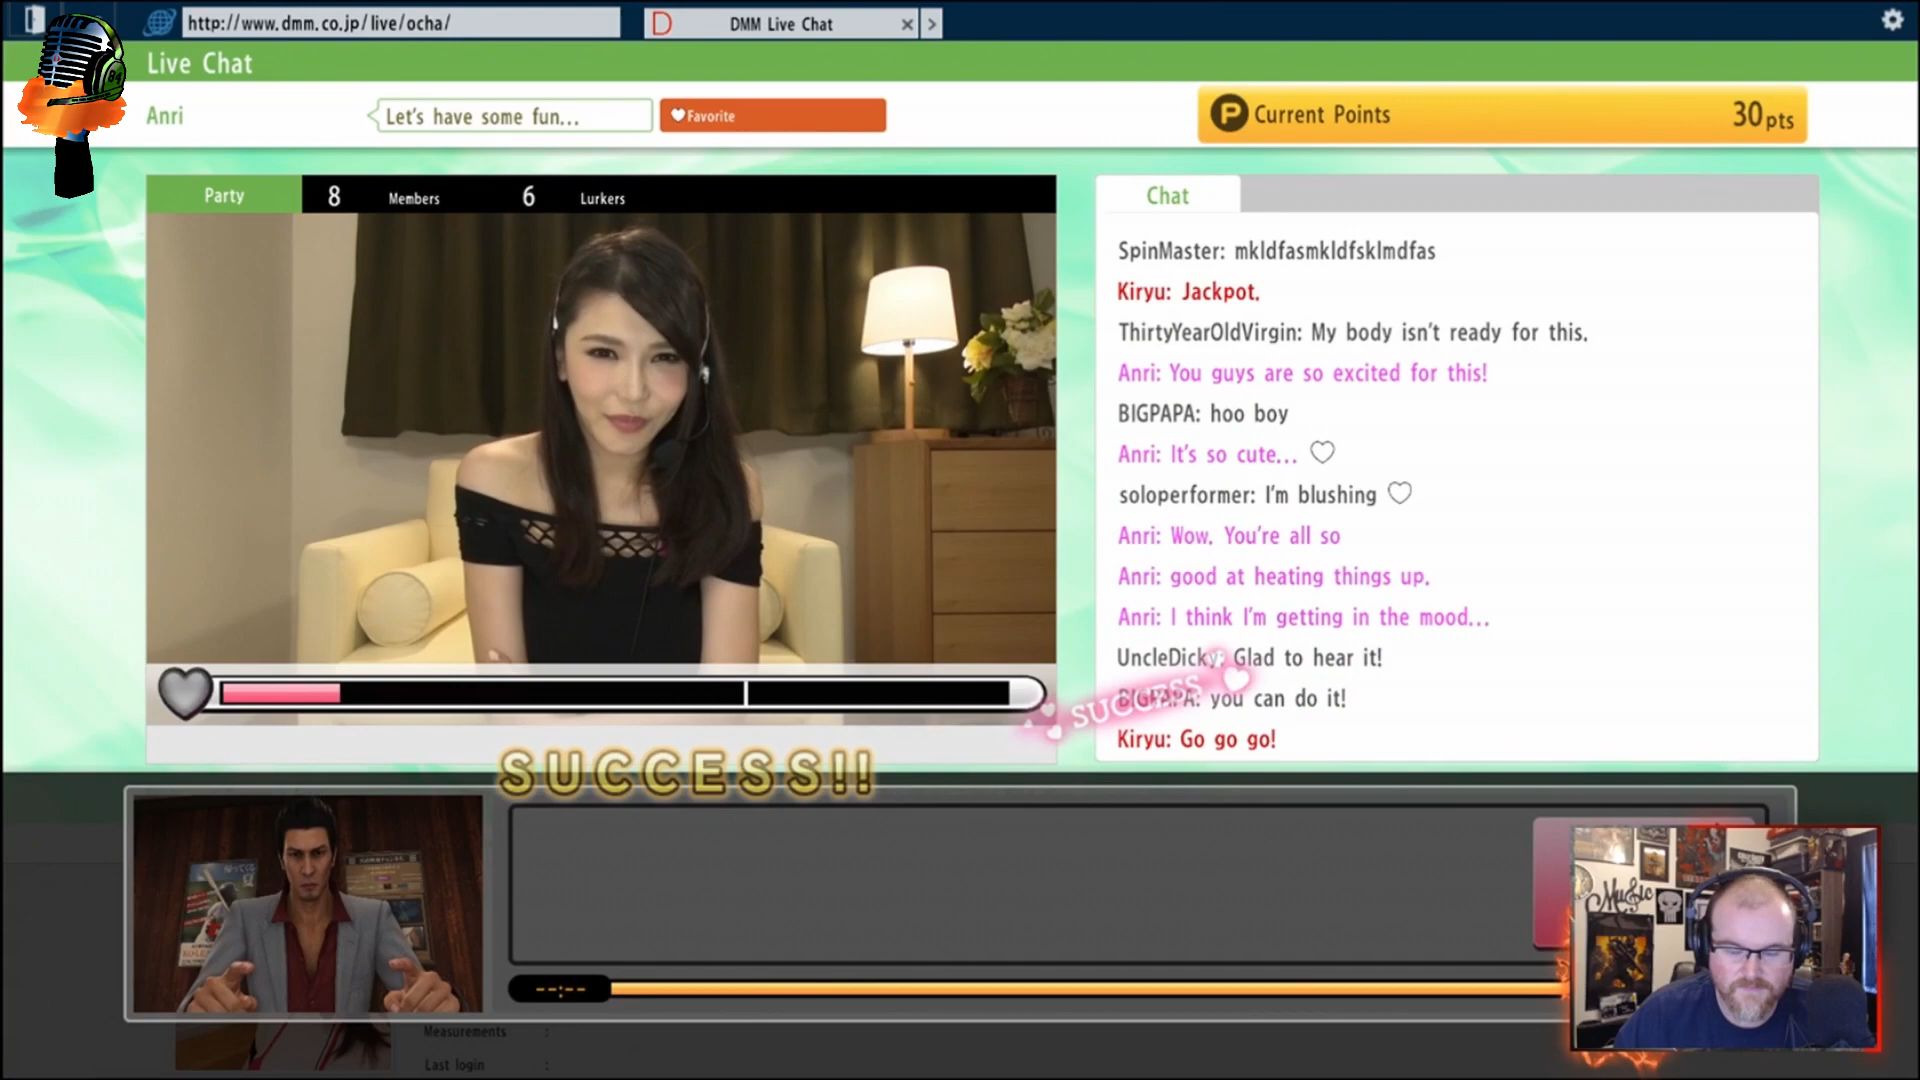 http://www.dmm.co.jp/live/ocha/
D DMM Live Chat
Live Chat
Anri
Let's have some fun...
Favorite
P Current Points 30pts
Party 8 Members 6 Lurkers
Chat
SpinMaster: mkldfasmkldfsklmdfas
Kiryu: Jackpot.
ThirtyYearOldVirgin: My body isn't ready for this.
Anri: You guys are so excited for this!
BIGPAPA: hoo boy
Anri: It's so cute... ♡
soloperformer: I'm blushing ♡
Anri: Wow. You're all so
Anri: good at heating things up.
Anri: I think I'm getting in the mood...
UncleDicky: Glad to hear it!
BIGPAPA: you can do it!
SUCCESS
Kiryu: Go go go!
SUCCESS!!
--:--
Measurements :
Last login :
84
Music